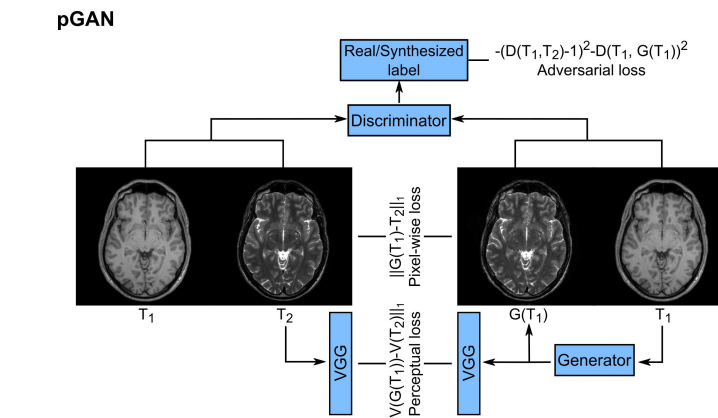 pGAN
Real/Synthesized
label
-(D(T₁,T₂)-1)²-D(T₁, G(T₁))²
Adversarial loss
Discriminator
||G(T₁)-T₂||₁
Pixel-wise loss
T₁
T₂
G(T₁)
T₁
VGG
V(G(T₁))-V(T₂)||₁
Perceptual loss
VGG
Generator